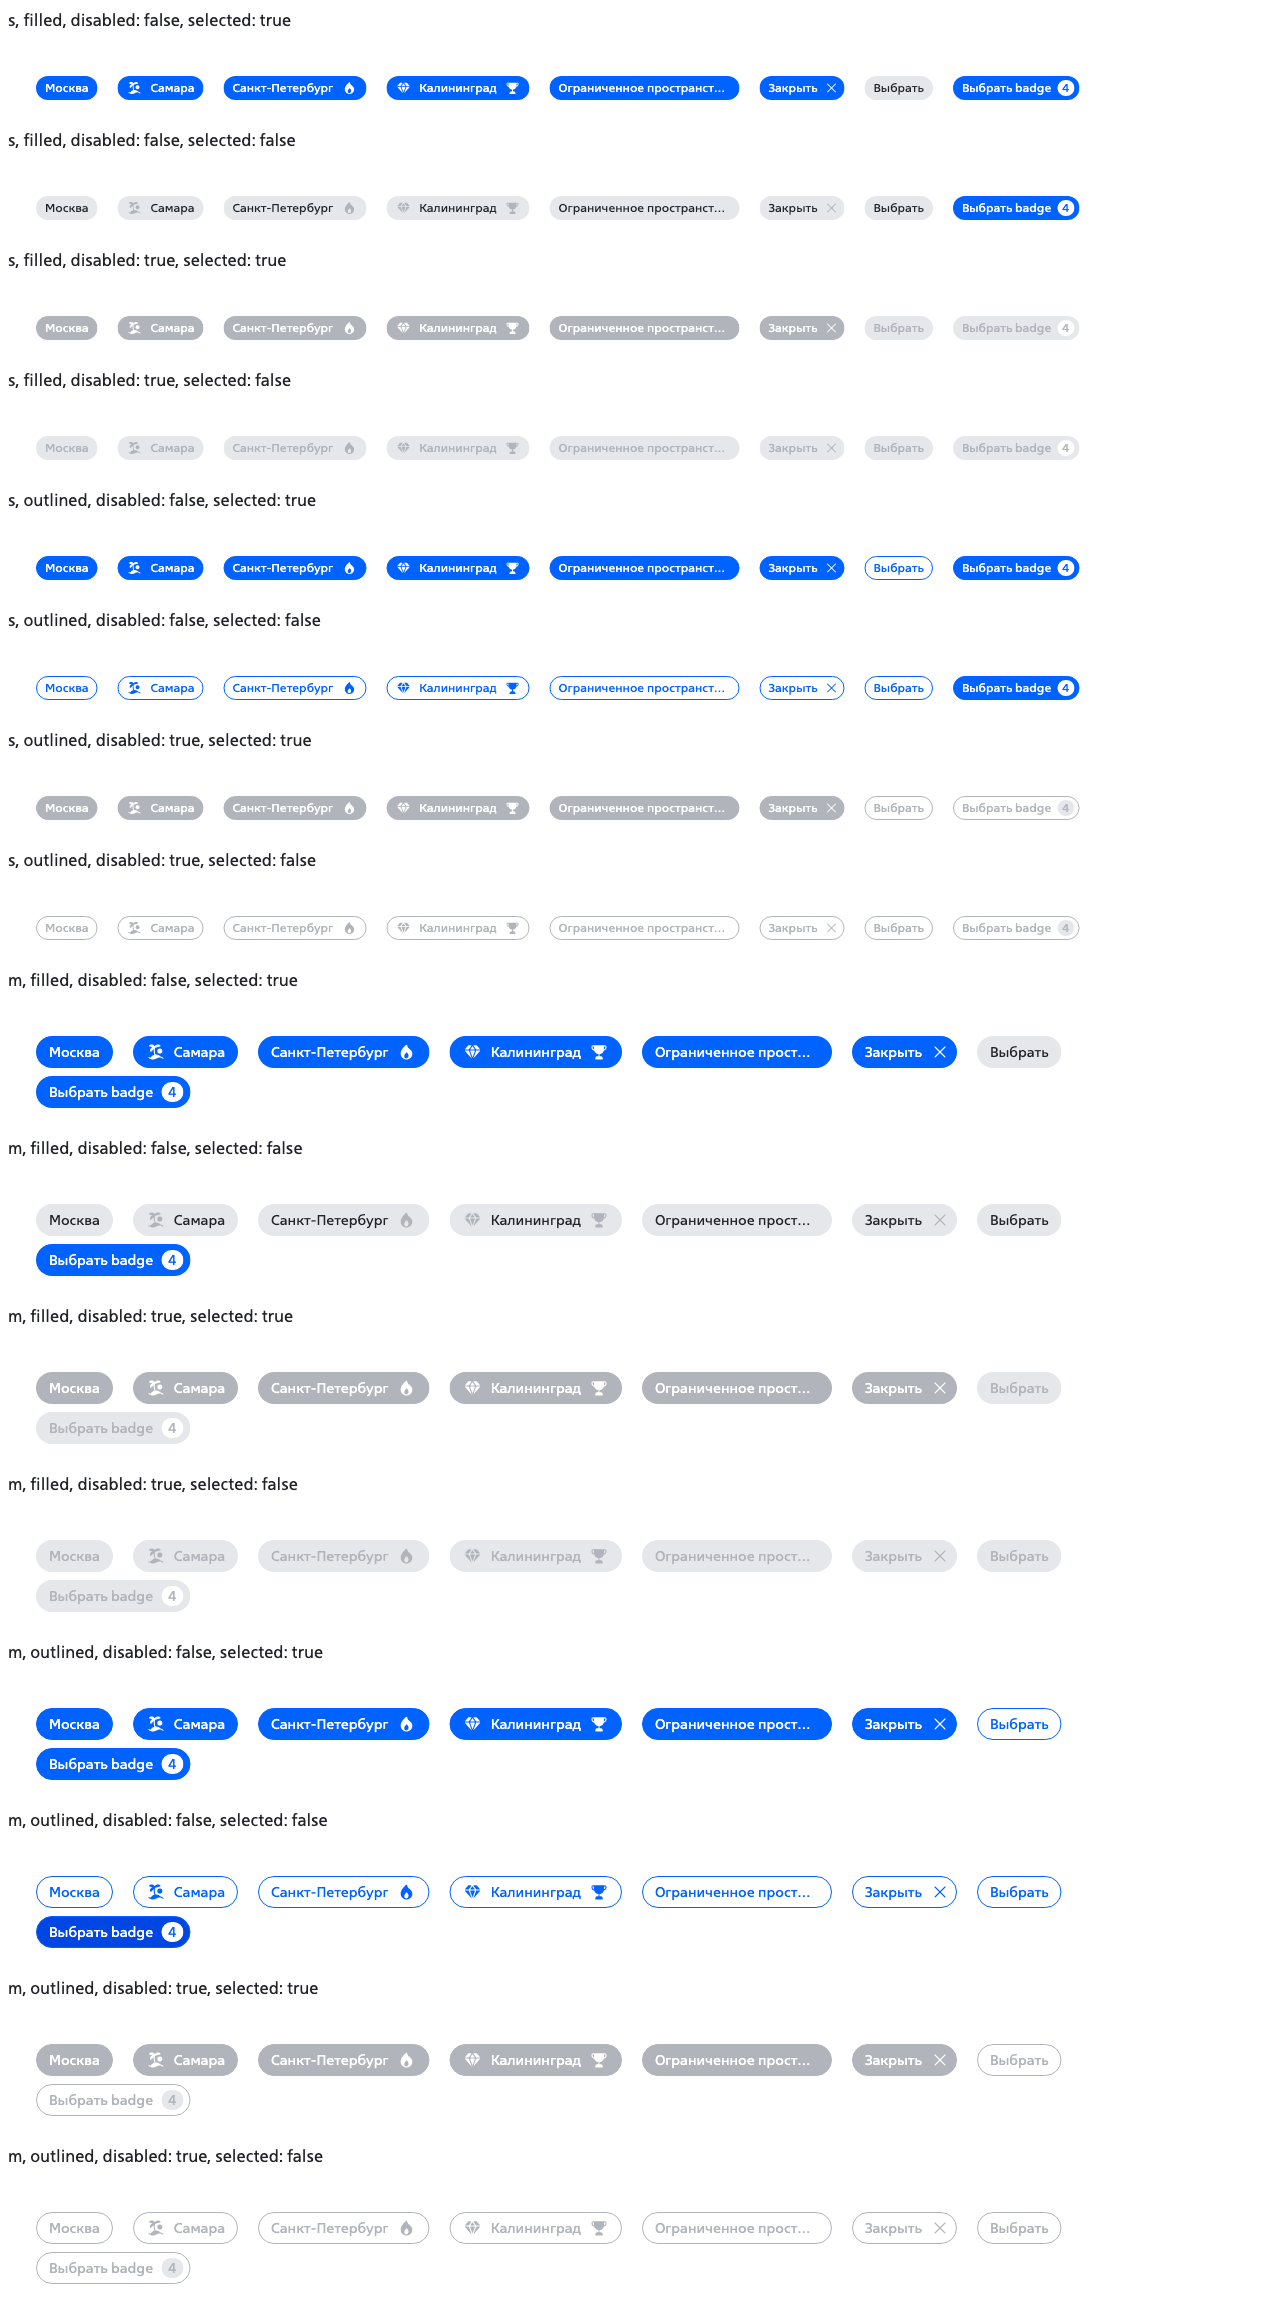 s, filled, disabled: false, selected: true
Москва Самара Санкт-Петербург Калининград Ограниченное пространст... Закрыть Выбрать Выбрать badge 4
s, filled, disabled: false, selected: false
Москва Самара Санкт-Петербург Калининград Ограниченное пространст... Закрыть Выбрать Выбрать badge 4
s, filled, disabled: true, selected: true
Москва Самара Санкт-Петербург Калининград Ограниченное пространст... Закрыть Выбрать Выбрать badge 4
s, filled, disabled: true, selected: false
Москва Самара Санкт-Петербург Калининград Ограниченное пространст... Закрыть Выбрать Выбрать badge 4
s, outlined, disabled: false, selected: true
Москва Самара Санкт-Петербург Калининград Ограниченное пространст... Закрыть Выбрать Выбрать badge 4
s, outlined, disabled: false, selected: false
Москва Самара Санкт-Петербург Калининград Ограниченное пространст... Закрыть Выбрать Выбрать badge 4
s, outlined, disabled: true, selected: true
Москва Самара Санкт-Петербург Калининград Ограниченное пространст... Закрыть Выбрать Выбрать badge 4
s, outlined, disabled: true, selected: false
Москва Самара Санкт-Петербург Калининград Ограниченное пространст... Закрыть Выбрать Выбрать badge 4
m, filled, disabled: false, selected: true
Москва Самара Санкт-Петербург Калининград Ограниченное прост... Закрыть Выбрать
Выбрать badge 4
m, filled, disabled: false, selected: false
Москва Самара Санкт-Петербург Калининград Ограниченное прост... Закрыть Выбрать
Выбрать badge 4
m, filled, disabled: true, selected: true
Москва Самара Санкт-Петербург Калининград Ограниченное прост... Закрыть Выбрать
Выбрать badge 4
m, filled, disabled: true, selected: false
Москва Самара Санкт-Петербург Калининград Ограниченное прост... Закрыть Выбрать
Выбрать badge 4
m, outlined, disabled: false, selected: true
Москва Самара Санкт-Петербург Калининград Ограниченное прост... Закрыть Выбрать
Выбрать badge 4
m, outlined, disabled: false, selected: false
Москва Самара Санкт-Петербург Калининград Ограниченное прост... Закрыть Выбрать
Выбрать badge 4
m, outlined, disabled: true, selected: true
Москва Самара Санкт-Петербург Калининград Ограниченное прост... Закрыть Выбрать
Выбрать badge 4
m, outlined, disabled: true, selected: false
Москва Самара Санкт-Петербург Калининград Ограниченное прост... Закрыть Выбрать
Выбрать badge 4